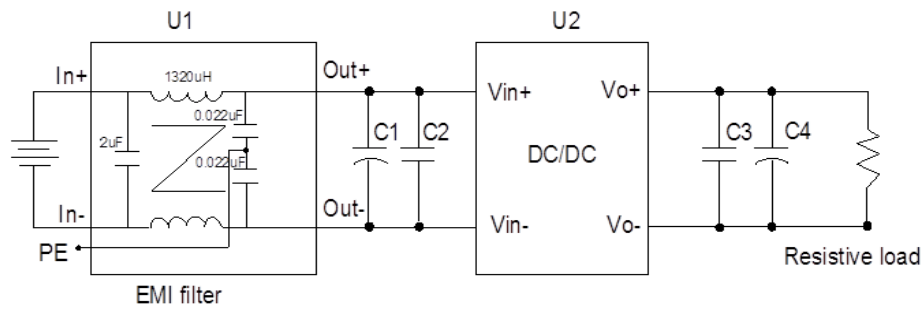 U1
U2
In+
1320uH
Out+
0.022uF
2uF
0.022uF
C1
C2
Vin+
Vo+
DC/DC
C3
C4
In-
Out-
Vin-
Vo-
PE
Resistive load
EMI filter